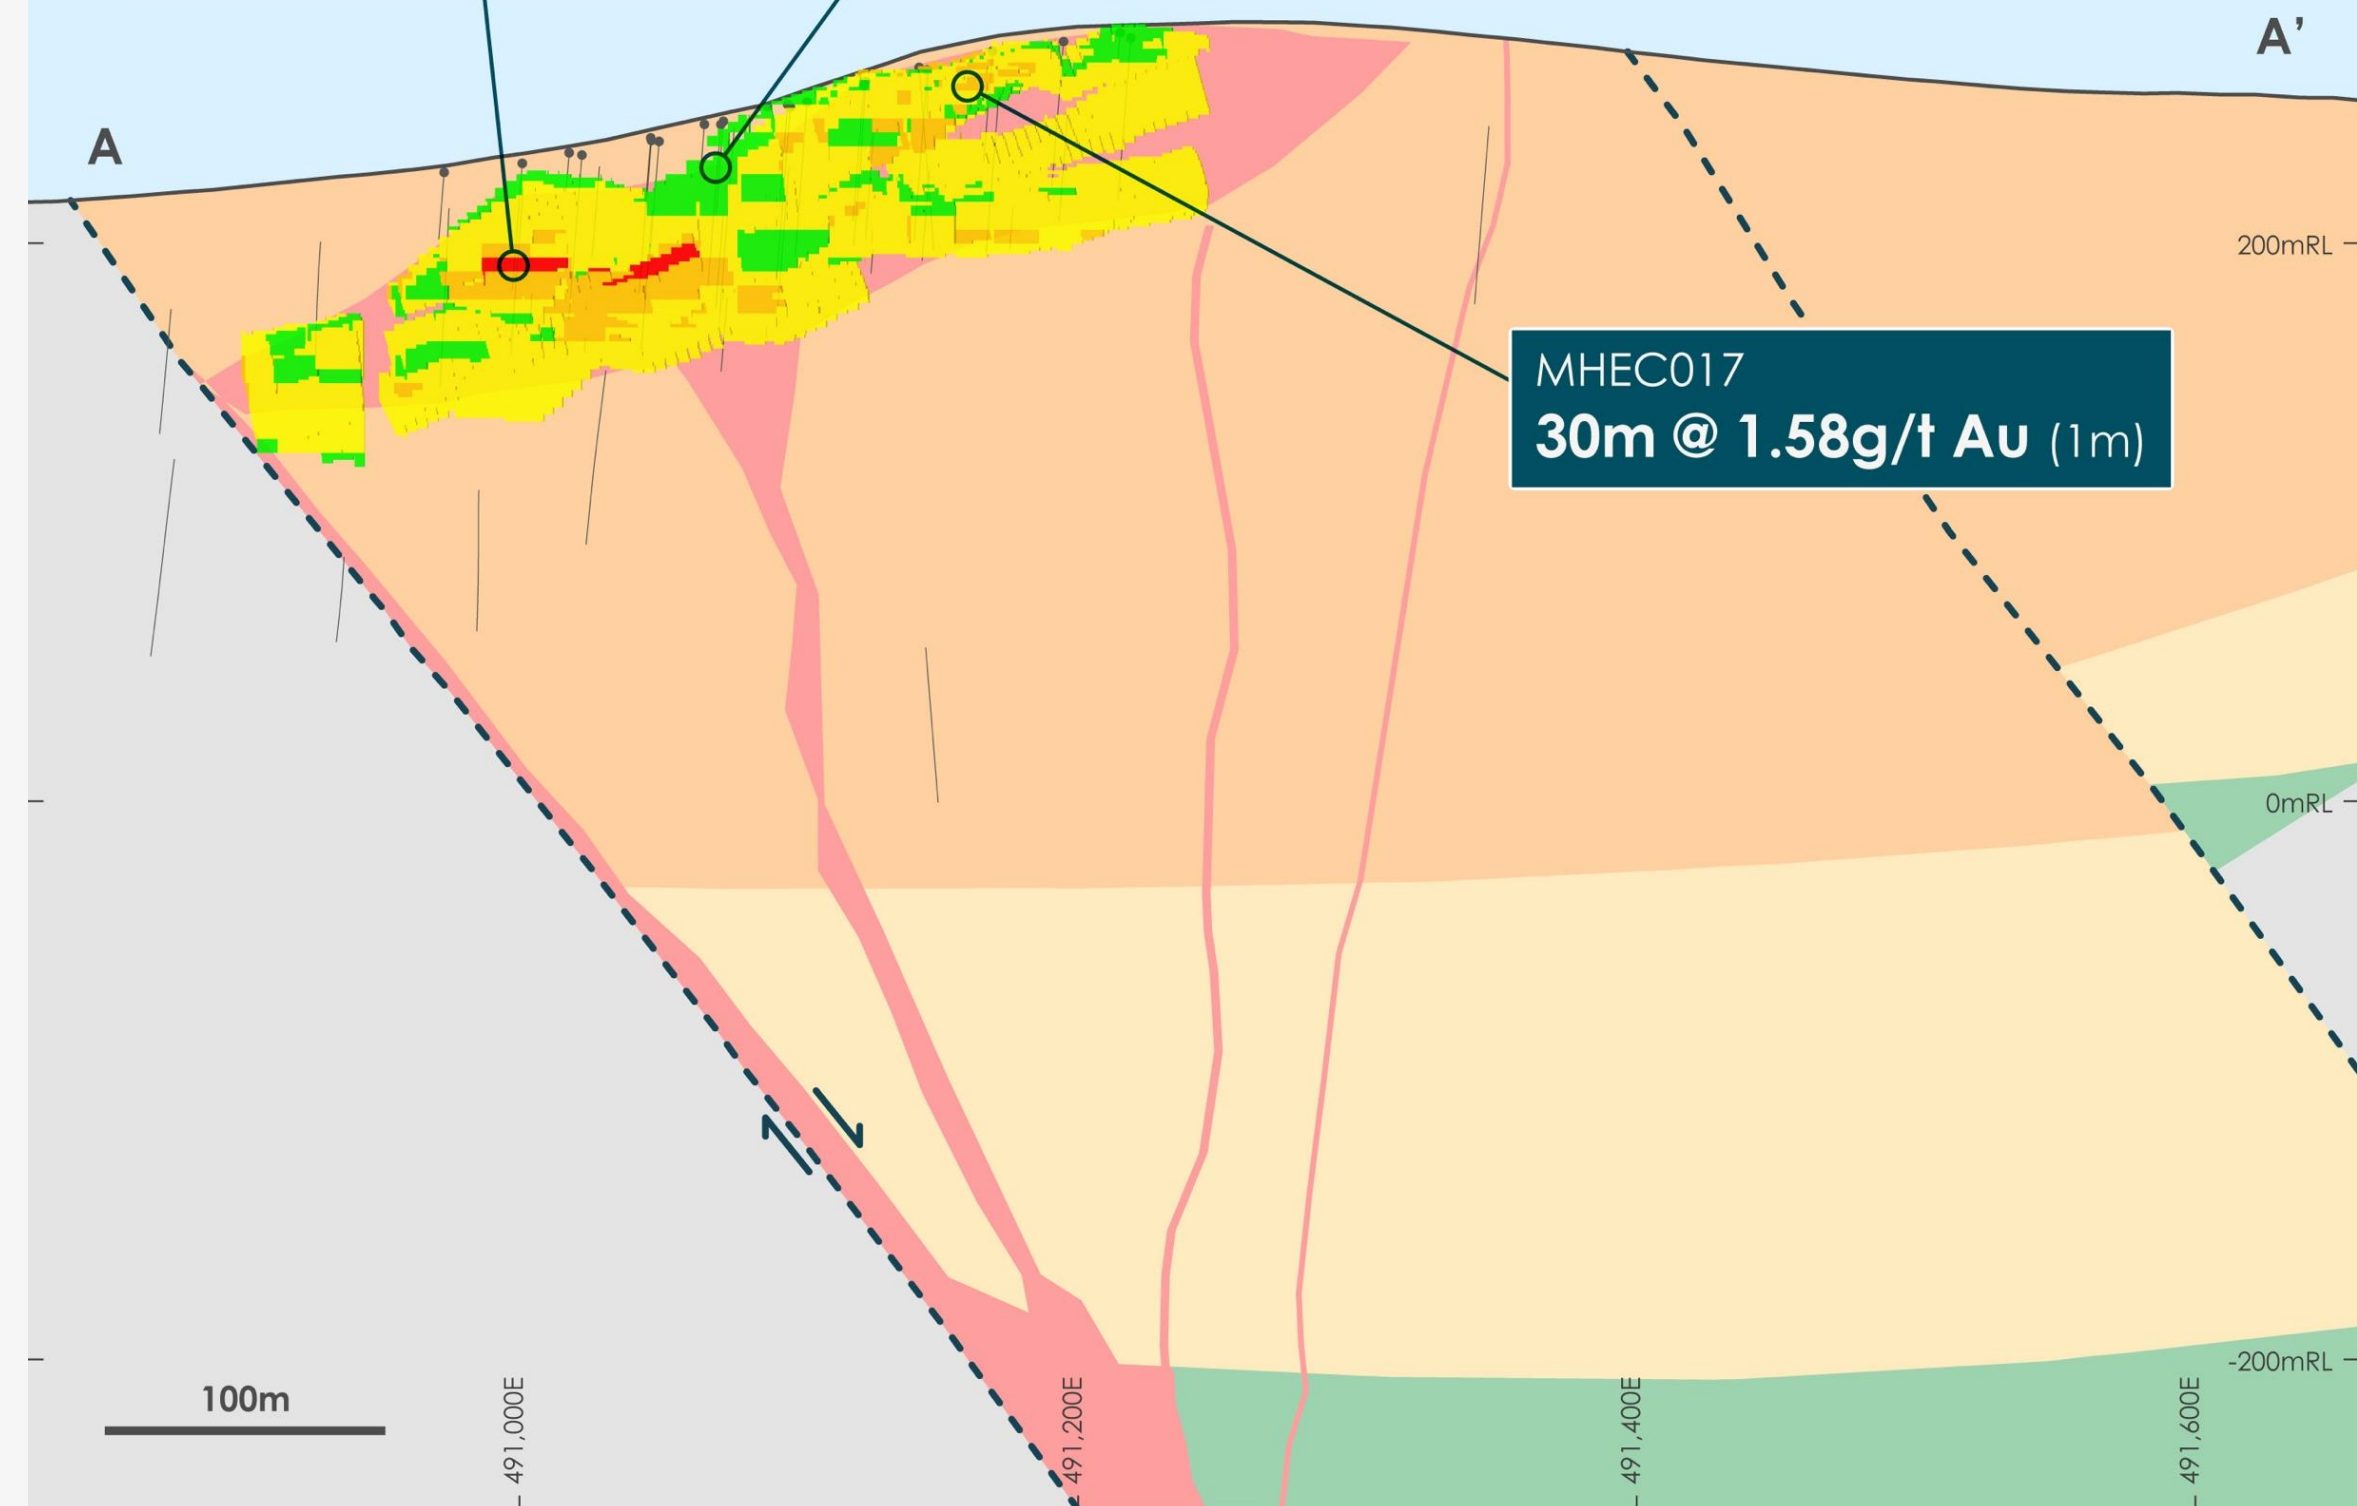 A
A’
200mRL
MHEC017
30m @ 1.58g/t Au (1m)
0mRL
-200mRL
100m
491,000E
491,200E
491,400E
491,600E